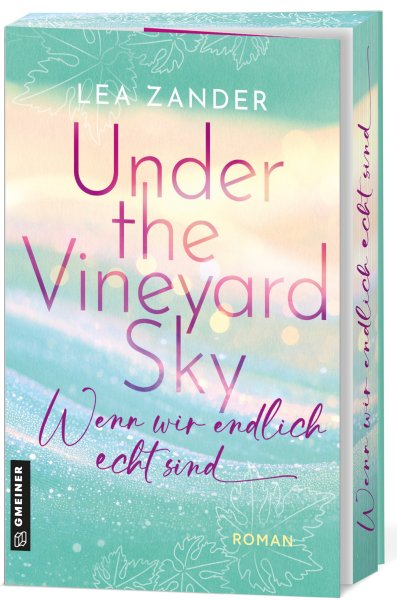 LEA ZANDER
Under
the
Vineyard
Sky
Wenn wir endlich
echt sind
ROMAN
GMEINER
Wenn wir endlich echt sind